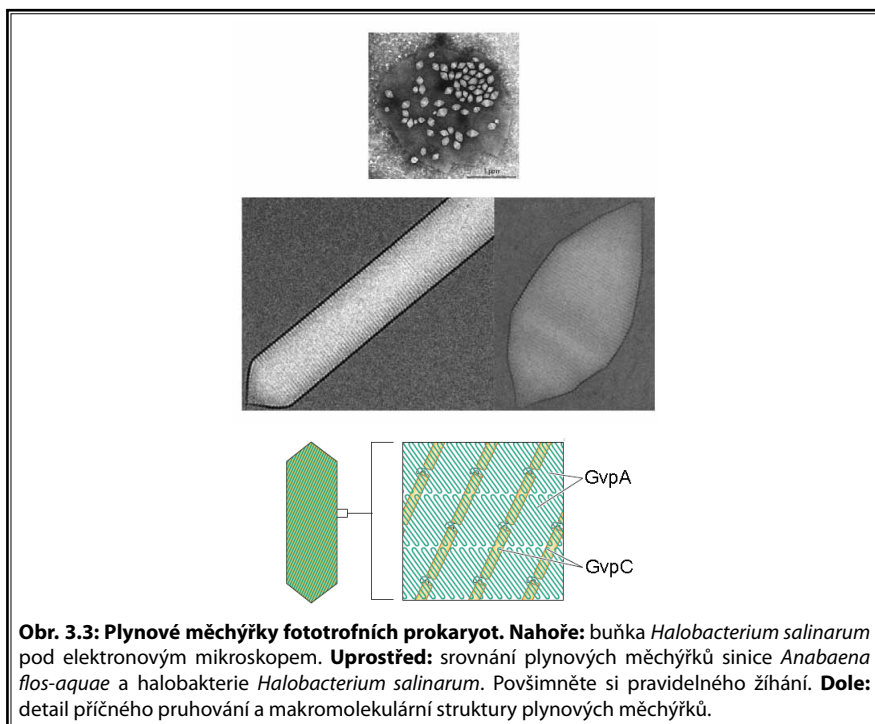 1 µm
GvpA
GvpC
Obr. 3.3: Plynové měchýřky fototrofních prokaryot. Nahoře: buňka Halobacterium salinarum
pod elektronovým mikroskopem. Uprostřed: srovnání plynových měchýřků sinice Anabaena
flos-aquae a halobakterie Halobacterium salinarum. Povšimněte si pravidelného žíhání. Dole:
detail příčného pruhování a makromolekulární struktury plynových měchýřků.